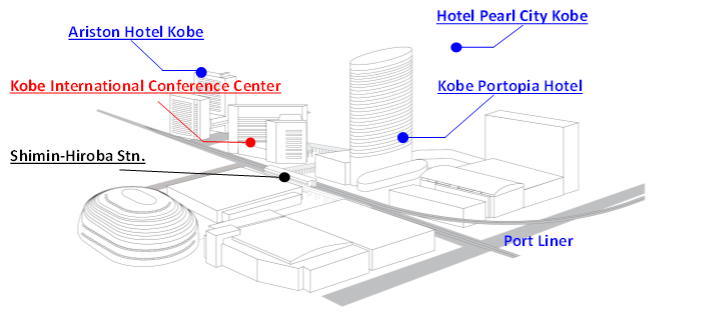 Hotel Pearl City Kobe
Ariston Hotel Kobe
Kobe International Conference Center
Kobe Portopia Hotel
Shimin-Hiroba Stn.
Port Liner